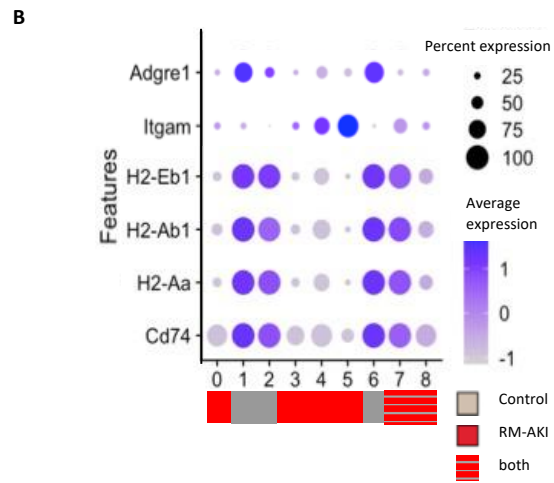 B
Percent expression
25
50
75
100
Average
expression
1
0
-1
Features
Adgre1
Itgam
H2-Eb1
H2-Ab1
H2-Aa
Cd74
0 1 2 3 4 5 6 7 8
Control
RM-AKI
both